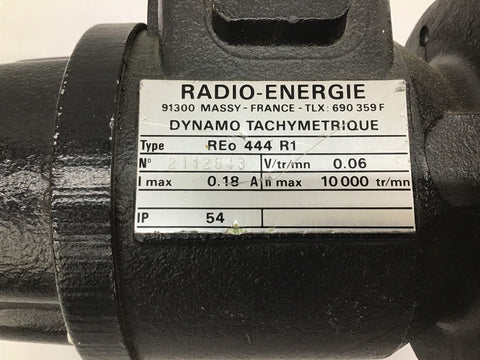 RADIO-ENERGIE
91300 MASSY - FRANCE - TLX: 690 359 F
DYNAMO TACHYMETRIQUE
Type REo 444 R1
N° 2112843 V/tr/mn 0.06
I max 0.18 A n max 10 000 tr/mn
IP 54